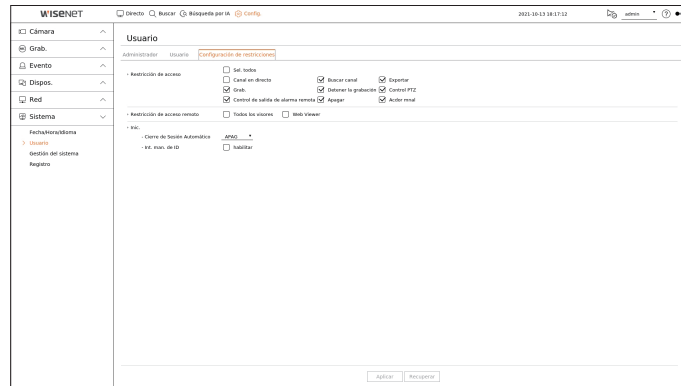 WISENET
Directo Buscar Búsqueda por IA Config. 2021-10-13 18:17:12 admin ?
Cámara
Grab.
Evento
Dispos.
Red
Sistema
Fecha/Hora/Idioma
> Usuario
Gestión del sistema
Registro
Usuario
Administrador Usuario Configuración de restricciones
• Restricción de acceso
Sel. todos
Canal en directo Buscar canal Exportar
Grab. Detener la grabación Control PTZ
Control de salida de alarma remota Apagar Acder mnal
• Restricción de acceso remoto Todos los visores Web Viewer
• Inic.
- Cierro de Sesión Automático APAG.
- Int. man. de ID habilitar
Aplicar Recuperar